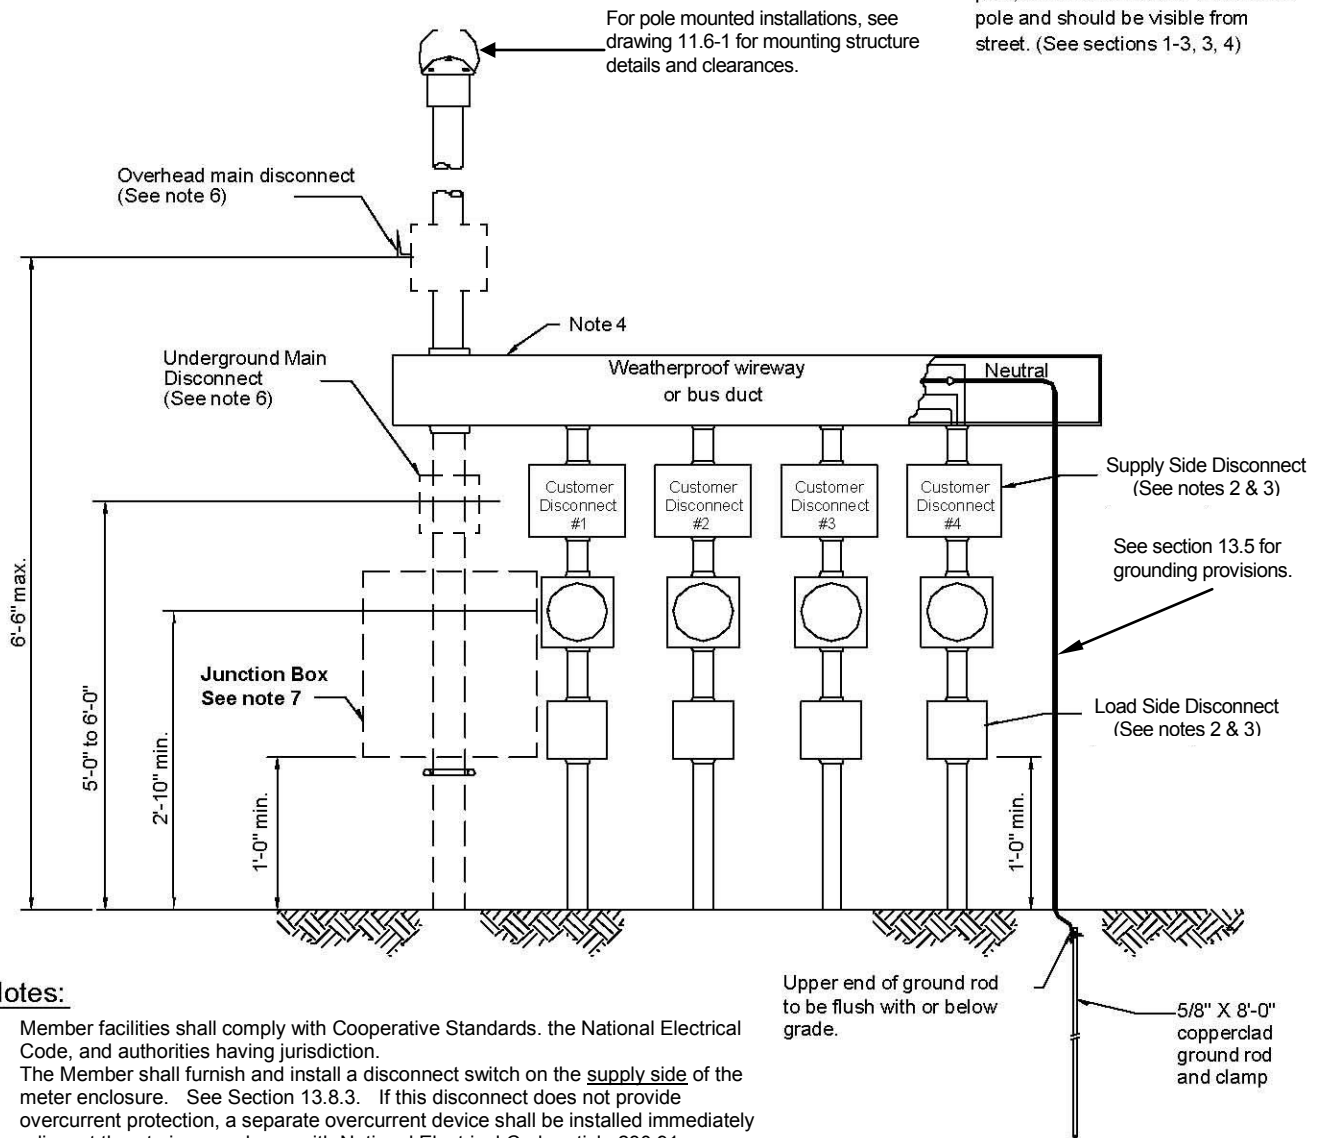 For pole mounted installations, see
drawing 11.6-1 for mounting structure
details and clearances.
pole and should be visible from
street. (See sections 1-3, 3, 4)
Overhead main disconnect
(See note 6)
Note 4
Underground Main
Disconnect
(See note 6)
Weatherproof wireway
or bus duct
Neutral
Customer
Disconnect
#1
Customer
Disconnect
#2
Customer
Disconnect
#3
Customer
Disconnect
#4
Supply Side Disconnect
(See notes 2 & 3)
See section 13.5 for
grounding provisions.
6'-6" max.
5'-0" to 6'-0"
2'-10" min.
1'-0" min.
Junction Box
See note 7
Load Side Disconnect
(See notes 2 & 3)
1'-0" min.
Upper end of ground rod
to be flush with or below
grade.
5/8" X 8'-0"
copperclad
ground rod
and clamp
Notes:
Member facilities shall comply with Cooperative Standards. the National Electrical
Code, and authorities having jurisdiction.
The Member shall furnish and install a disconnect switch on the supply side of the
meter enclosure. See Section 13.8.3. If this disconnect does not provide
overcurrent protection, a separate overcurrent device shall be installed immediately
with National Electrical Code